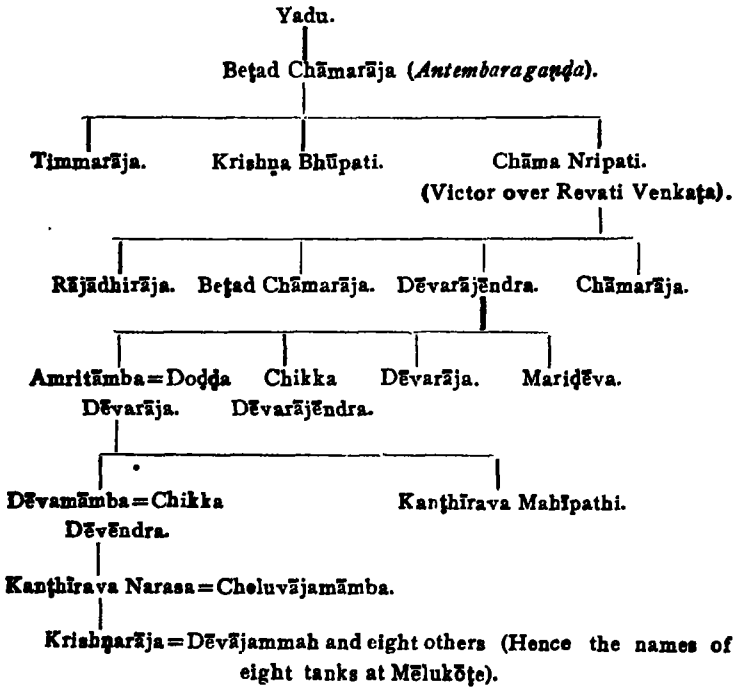 Yadu.
Beṭad Chāmarāja (Antembaragaṇḍa).
Timmarāja. Krishṇa Bhūpati. Chāma Nripati.
(Victor over Revati Venkaṭa).
Rājādhirāja. Beṭad Chāmarāja. Dēvarājēndra. Chāmarāja.
Amritāmba=Doḍḍa Chikka Dēvarāja. Mariḍēva.
Dēvarāja. Dēvarājēndra.
Dēvamāmba=Chikka Kanṭhīrava Mahīpathi.
Dēvēndra.
Kanṭhīrava Narasa=Cheluvājamāmba.
Krishṇarāja=Dēvājammah and eight others (Hence the names of
eight tanks at Mēlukōṭe).